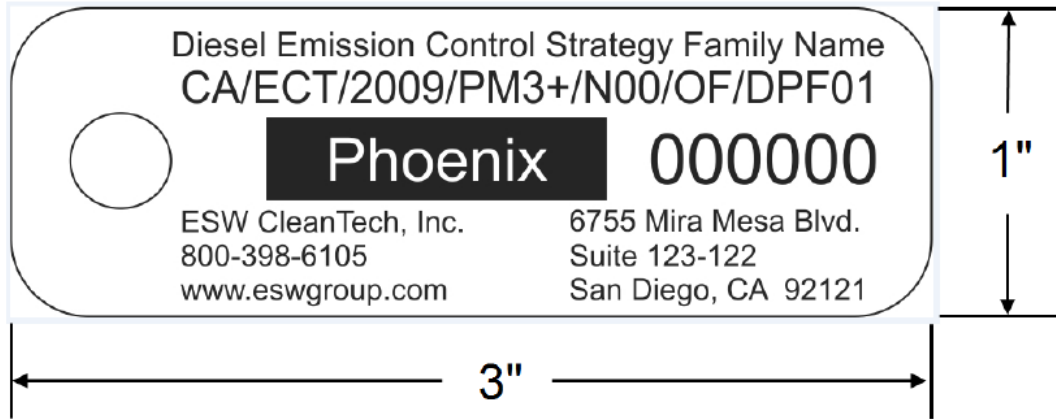 Diesel Emission Control Strategy Family Name
CA/ECT/2009/PM3+/N00/OF/DPF01
Phoenix 000000
1"
ESW CleanTech, Inc.
800-398-6105
www.eswgroup.com
6755 Mira Mesa Blvd.
Suite 123-122
San Diego, CA 92121
3"